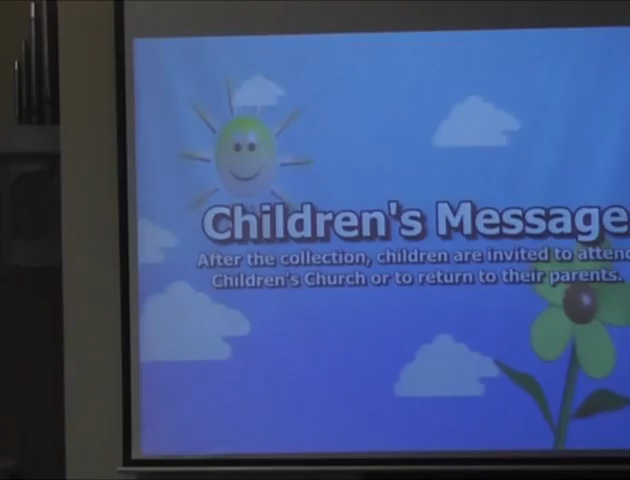 Children's Message
After the collection, children are invited to attend
Children's Church or to return to their parents.